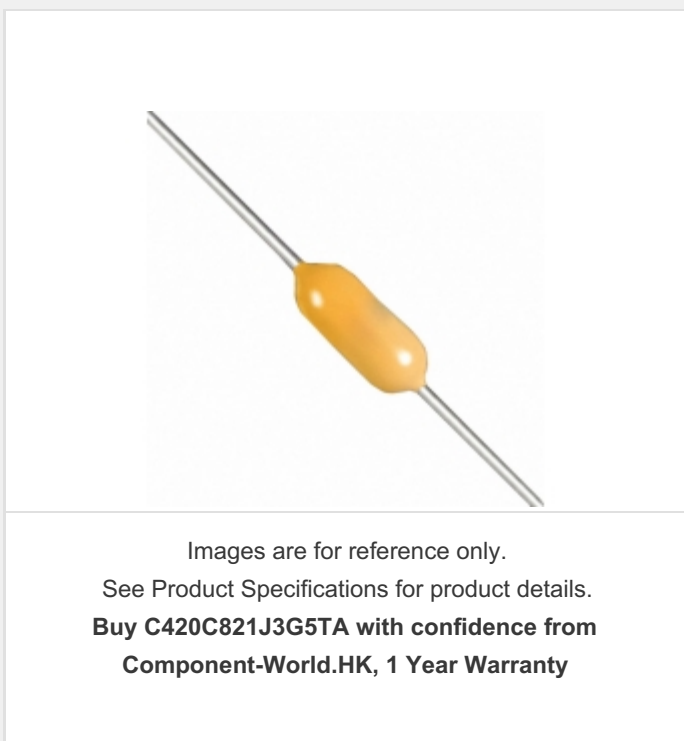 Images are for reference only.
See Product Specifications for product details.
Buy C420C821J3G5TA with confidence from
Component-World.HK, 1 Year Warranty